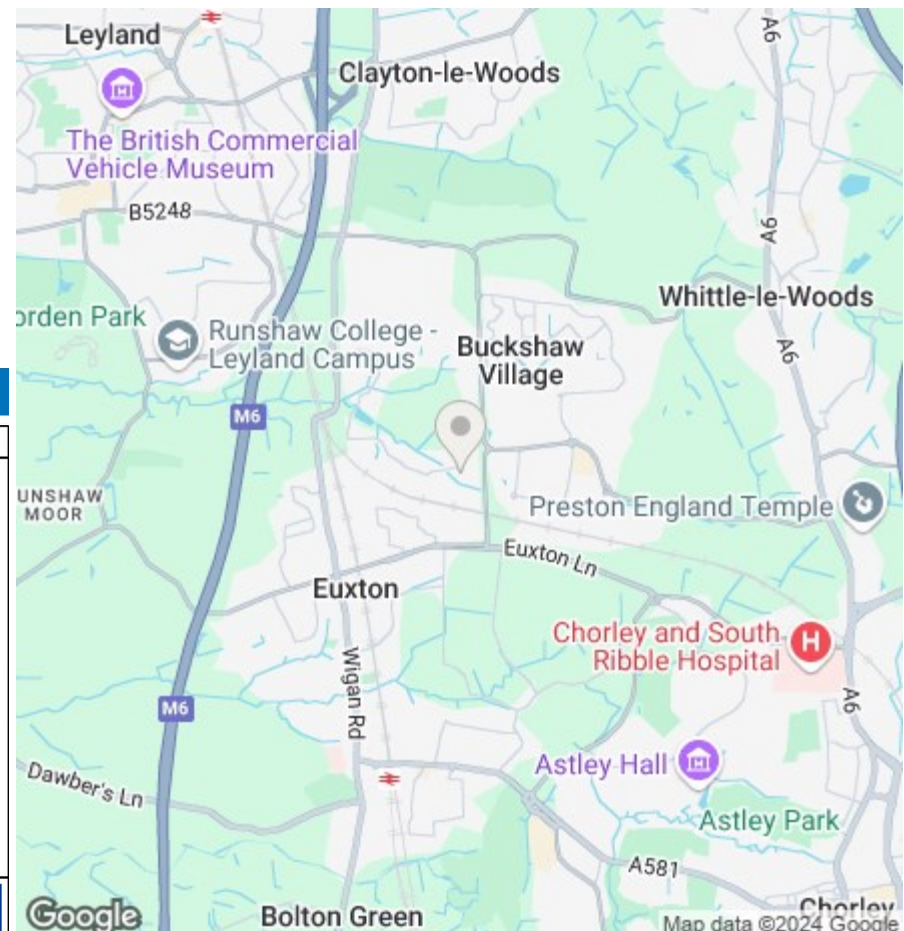 Leyland
A6
Clayton-le-Woods
The British Commercial
Vehicle Museum
B5248
A6
Whittle-le-Woods
orden Park
Runshaw College -
Leyland Campus
Buckshaw
Village
A6
M6
UNSHAW
MOOR
Preston England Temple
Euxton Ln
Euxton
Chorley and South
Ribble Hospital
H
Wigan Rd
A6
M6
Astley Hall
Dawber's Ln
Astley Park
A581
Chorley
Google
Bolton Green
Map data ©2024 Google